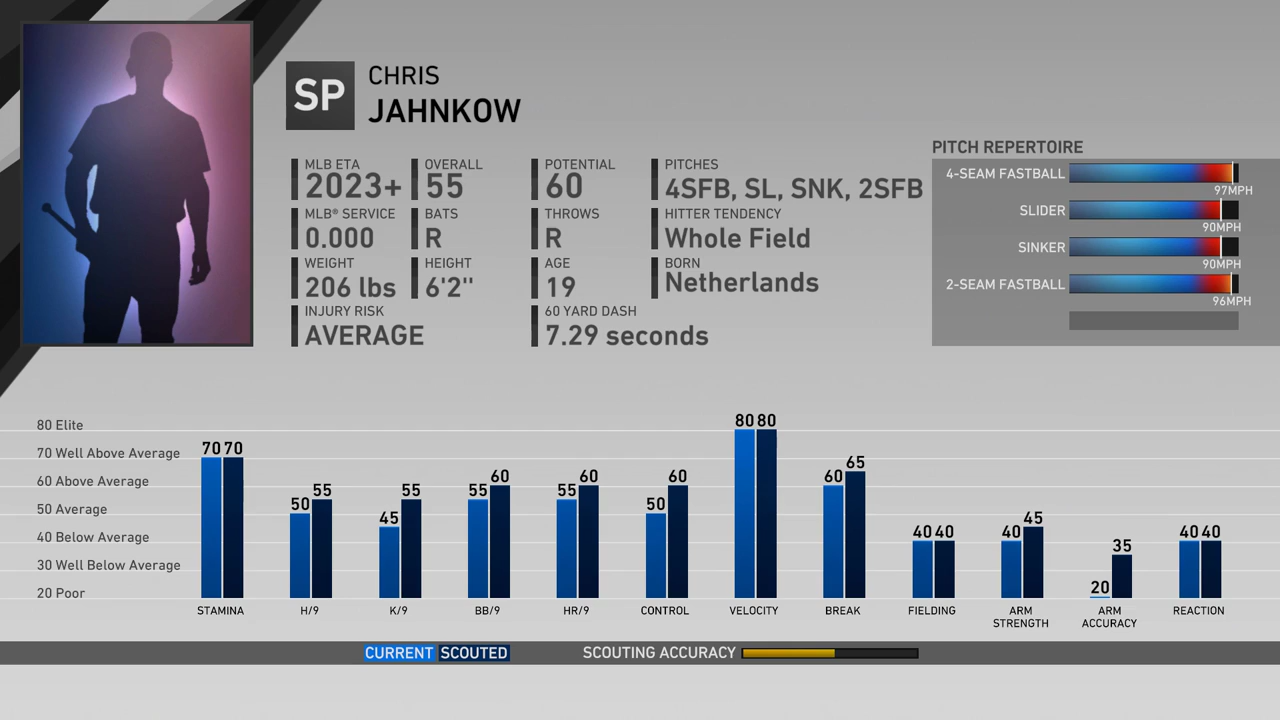 SP
CHRIS
JAHNKOW
MLB ETA
2023+
OVERALL
55
POTENTIAL
60
PITCHES
4SFB, SL, SNK, 2SFB
MLB® SERVICE
0.000
BATS
R
THROWS
R
HITTER TENDENCY
Whole Field
WEIGHT
206 lbs
HEIGHT
6'2"
AGE
19
BORN
Netherlands
INJURY RISK
AVERAGE
60 YARD DASH
7.29 seconds
PITCH REPERTOIRE
4-SEAM FASTBALL
97MPH
SLIDER
90MPH
SINKER
90MPH
2-SEAM FASTBALL
96MPH
80 Elite
70 Well Above Average
60 Above Average
50 Average
40 Below Average
30 Well Below Average
20 Poor
70 70
STAMINA
50 55
H/9
45 55
K/9
55 60
BB/9
55 60
HR/9
50 60
CONTROL
80 80
VELOCITY
60 65
BREAK
40 40
FIELDING
40 45
ARM
STRENGTH
20 35
ARM
ACCURACY
40 40
REACTION
CURRENT SCOUTED
SCOUTING ACCURACY